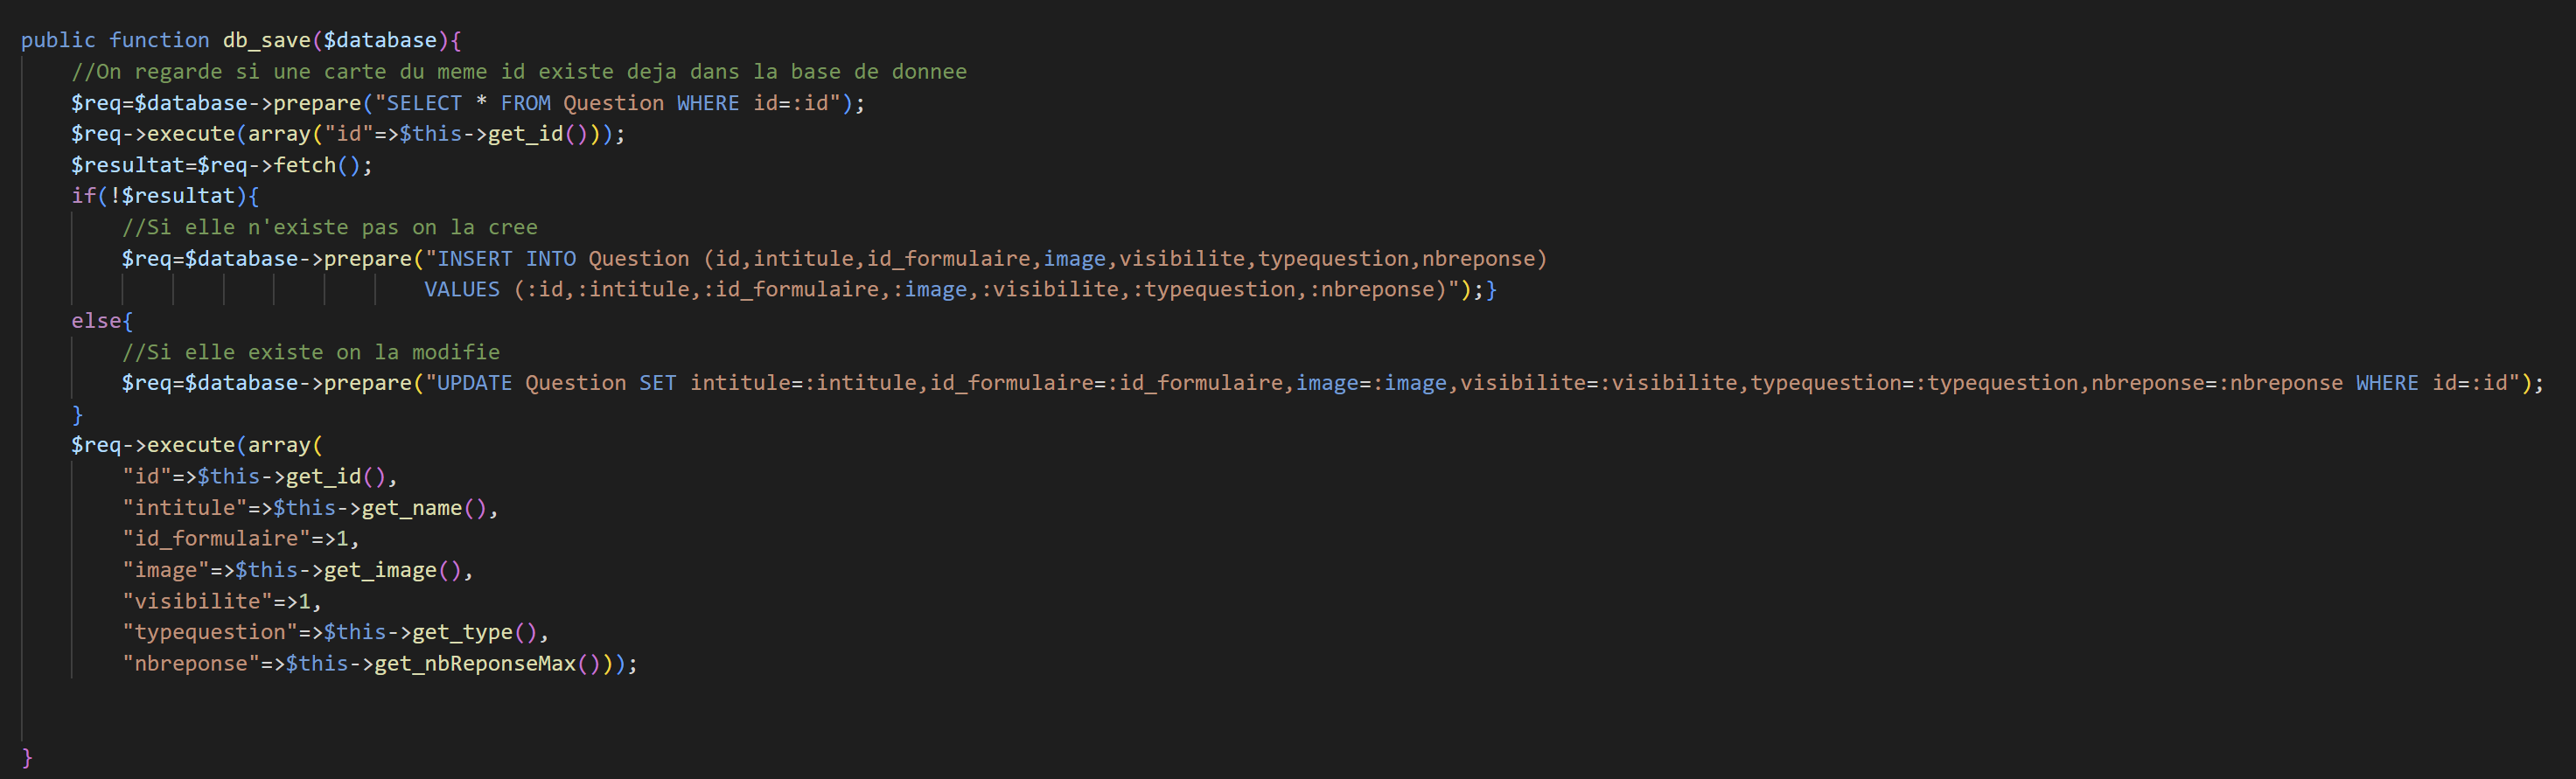 public function db_save($database){
//On regarde si une carte du meme id existe deja dans la base de donnee
$req=$database->prepare("SELECT * FROM Question WHERE id=:id");
$req->execute(array("id"=>$this->get_id()));
$resultat=$req->fetch();
if(!$resultat){
//Si elle n'existe pas on la cree
$req=$database->prepare("INSERT INTO Question (id,intitule,id_formulaire,image,visibilite,typequestion,nbreponse)
VALUES (:id,:intitule,:id_formulaire,:image,:visibilite,:typequestion,:nbreponse)");}
else{
//Si elle existe on la modifie
$req=$database->prepare("UPDATE Question SET intitule=:intitule,id_formulaire=:id_formulaire,image=:image,visibilite=:visibilite,typequestion=:typequestion,nbreponse=:nbreponse WHERE id=:id");
}
$req->execute(array(
"id"=>$this->get_id(),
"intitule"=>$this->get_name(),
"id_formulaire"=>1,
"image"=>$this->get_image(),
"visibilite"=>1,
"typequestion"=>$this->get_type(),
"nbreponse"=>$this->get_nbReponseMax()));
}